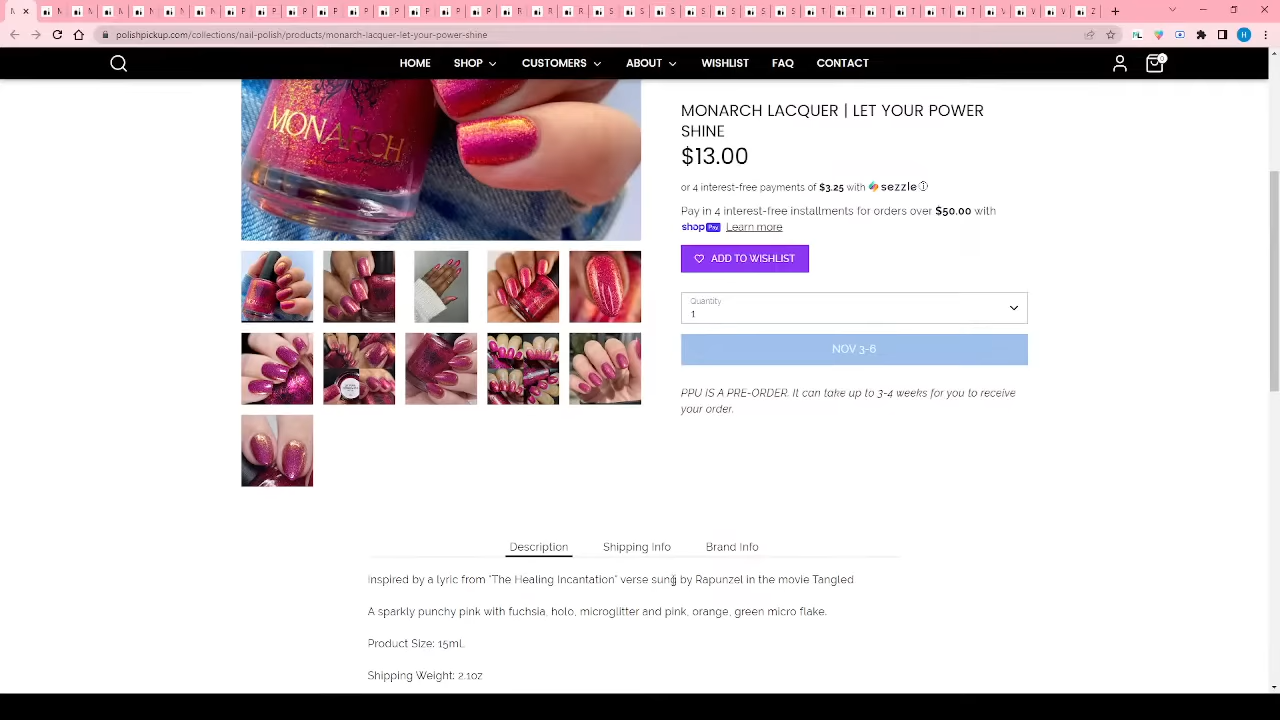 polishpickup.com/collections/nail-polish/products/monarch-lacquer-let-your-power-shine
HOME SHOP CUSTOMERS ABOUT WISHLIST FAQ CONTACT 0
MONARCH
MONARCH LACQUER | LET YOUR POWER
SHINE
$13.00
or 4 interest-free payments of $3.25 with sezzle
Pay in 4 interest-free installments for orders over $50.00 with
shop Pay Learn more
ADD TO WISHLIST
Quantity
1
NOV 3-6
PPU IS A PRE-ORDER. It can take up to 3-4 weeks for you to receive
your order.
Description Shipping Info Brand Info
Inspired by a lyric from "The Healing Incantation" verse sung by Rapunzel in the movie Tangled
A sparkly punchy pink with fuchsia, holo, microglitter and pink, orange, green micro flake.
Product Size: 15mL
Shipping Weight: 2.1oz